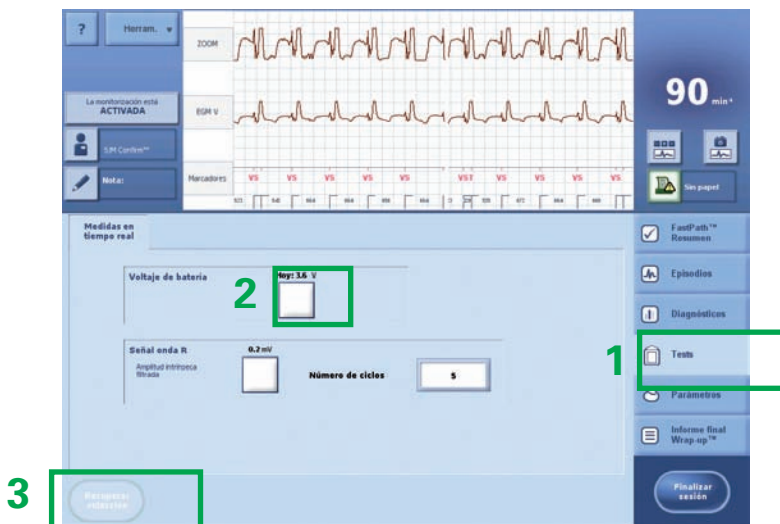 ?
Herram.
ZOOM
La monitorización está
ACTIVADA
EGM V
90 min⁻¹
SJM Confirm™
Nota:
Marcadores
VS VS VS VS VS VST VS VS VS VS
Sin papel
Medidas en
tiempo real
FastPath™
Resumen
Voltaje de batería
Hoy: 3.6 V
2
Episodios
Diagnósticos
Señal onda R
0.2 mV
Amplitud intrínseca
filtrada
Número de ciclos
5
1
Tests
Parámetros
Informe final
Wrap-up™
3
Recuperar
selección
Finalizar
sesión